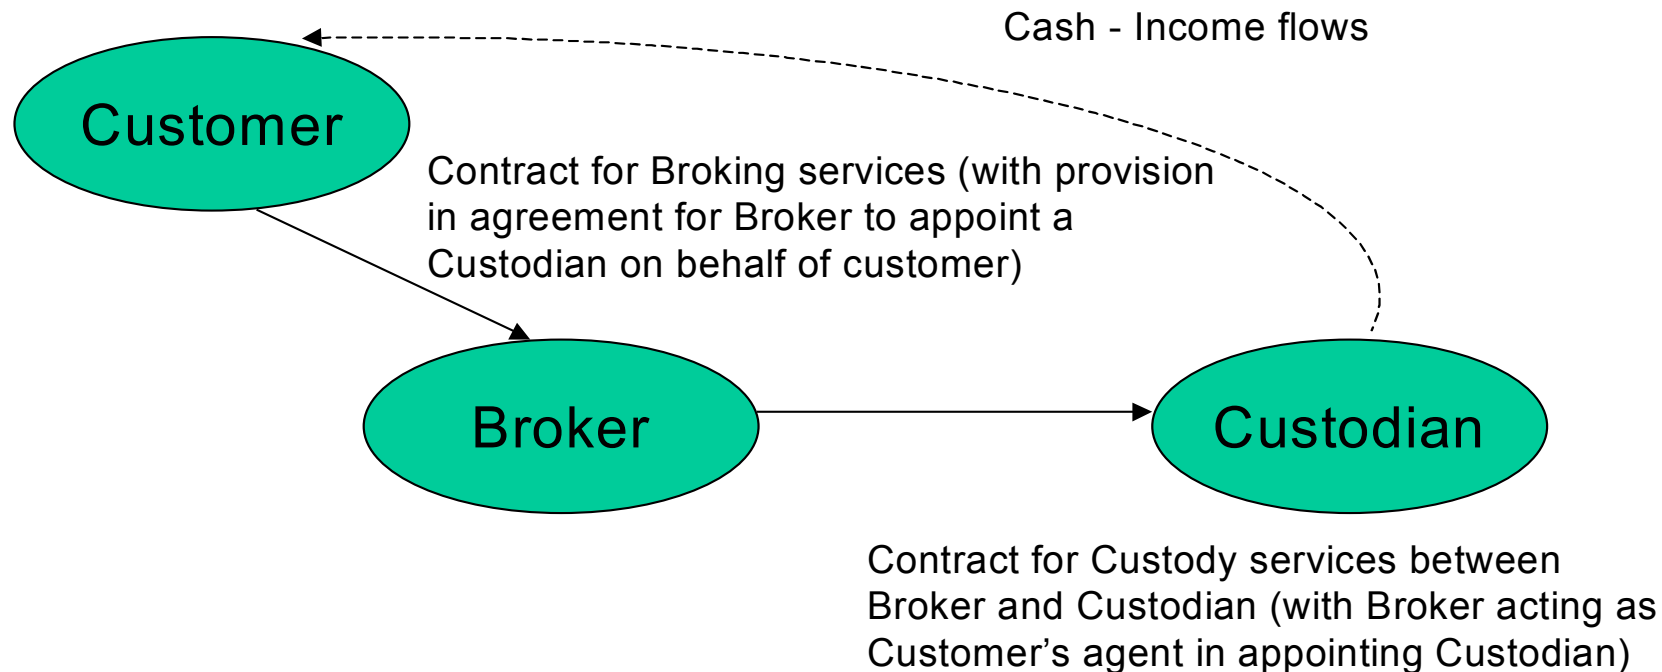 Cash - Income flows
Customer
Contract for Broking services (with provision
in agreement for Broker to appoint a
Custodian on behalf of customer)
Broker
Custodian
Contract for Custody services between
Broker and Custodian (with Broker acting as
Customer’s agent in appointing Custodian)